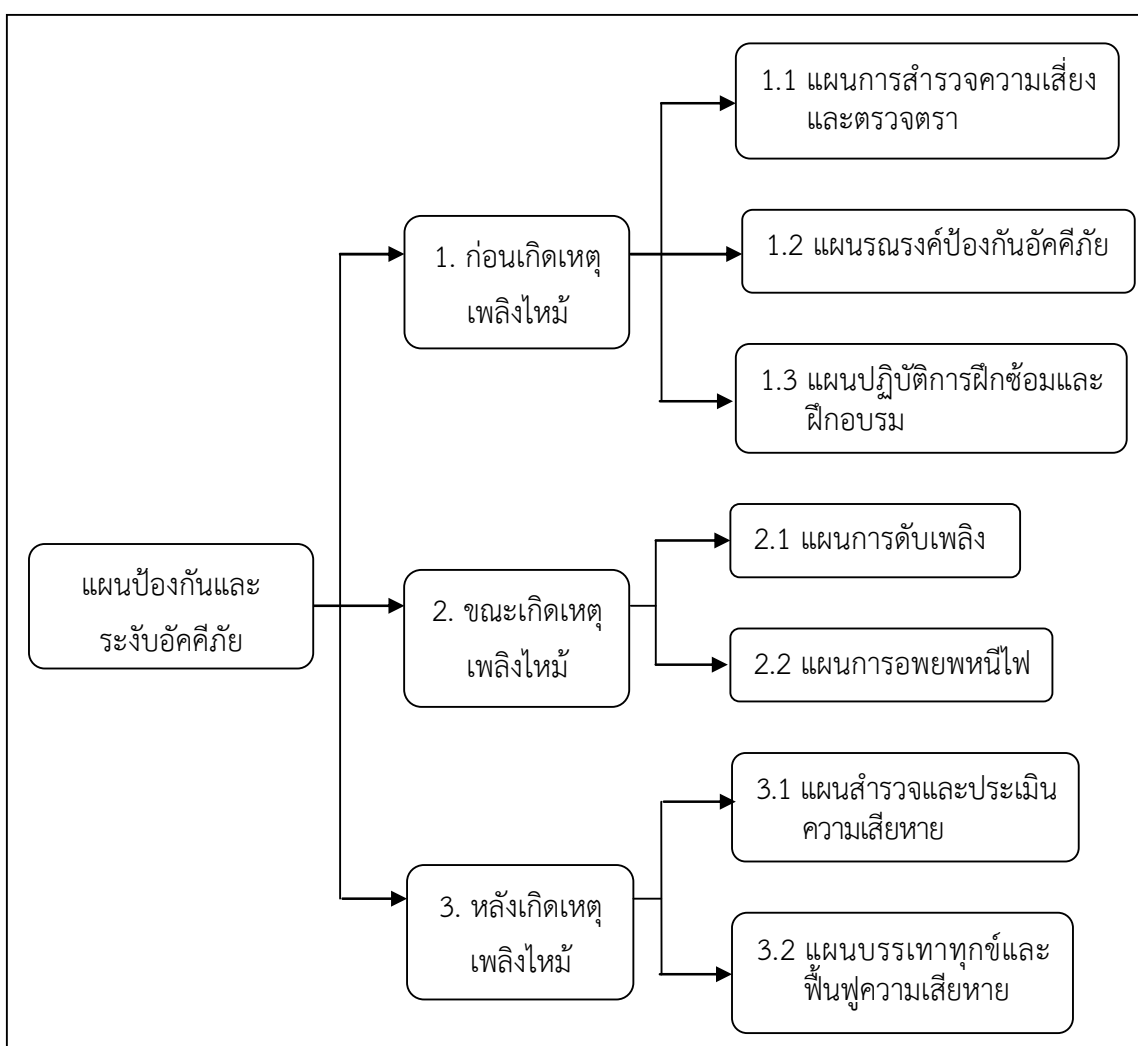 แผนป้องกันและ
ระงับอัคคีภัย
1. ก่อนเกิดเหตุ
เพลิงไหม้
1.1 แผนการสำรวจความเสี่ยง
และตรวจตรา
1.2 แผนรณรงค์ป้องกันอัคคีภัย
1.3 แผนปฏิบัติการฝึกซ้อมและ
ฝึกอบรม
2. ขณะเกิดเหตุ
เพลิงไหม้
2.1 แผนการดับเพลิง
2.2 แผนการอพยพหนีไฟ
3. หลังเกิดเหตุ
เพลิงไหม้
3.1 แผนสำรวจและประเมิน
ความเสียหาย
3.2 แผนบรรเทาทุกข์และ
ฟื้นฟูความเสียหาย